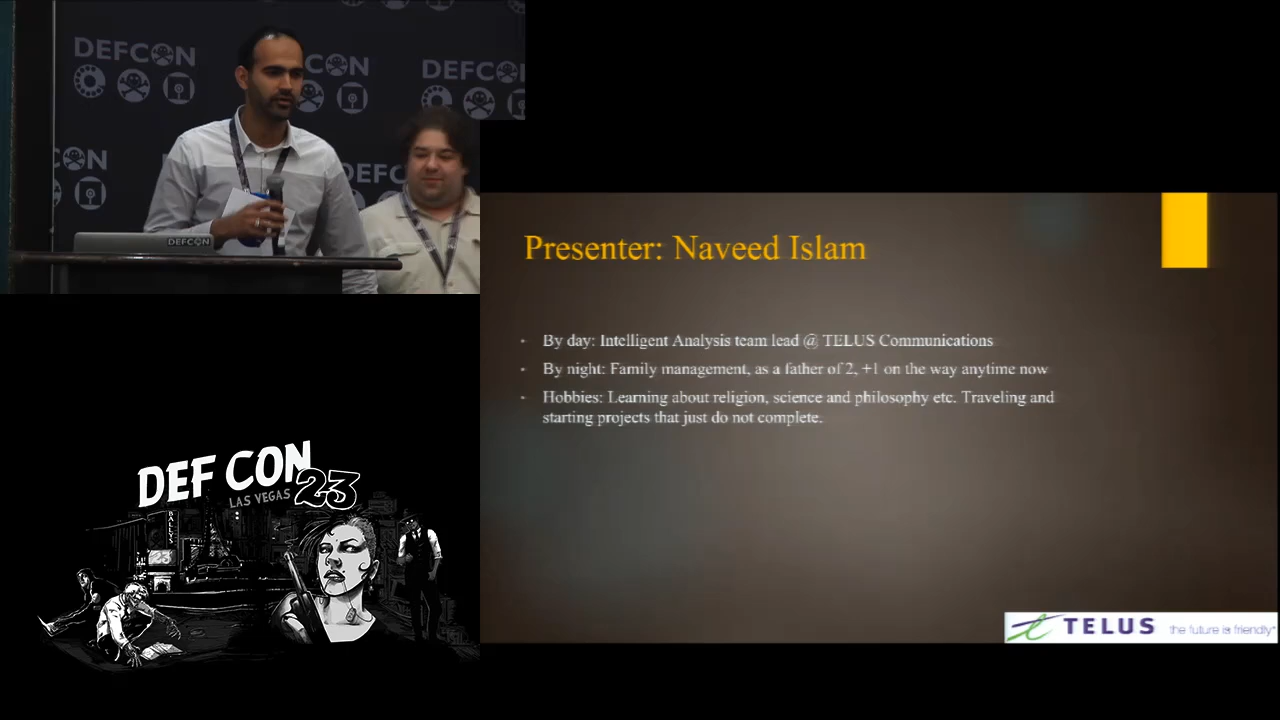 DEFCON
DEFCON
DEFCON
DEFCON
Presenter: Naveed Islam
By day: Intelligent Analysis team lead @ TELUS Communications
By night: Family management, as a father of 2, +1 on the way anytime now
Hobbies: Learning about religion, science and philosophy etc. Traveling and
starting projects that just do not complete.
DEF CON 23
LAS VEGAS
BALLYS
23
TELUS the future is friendly®